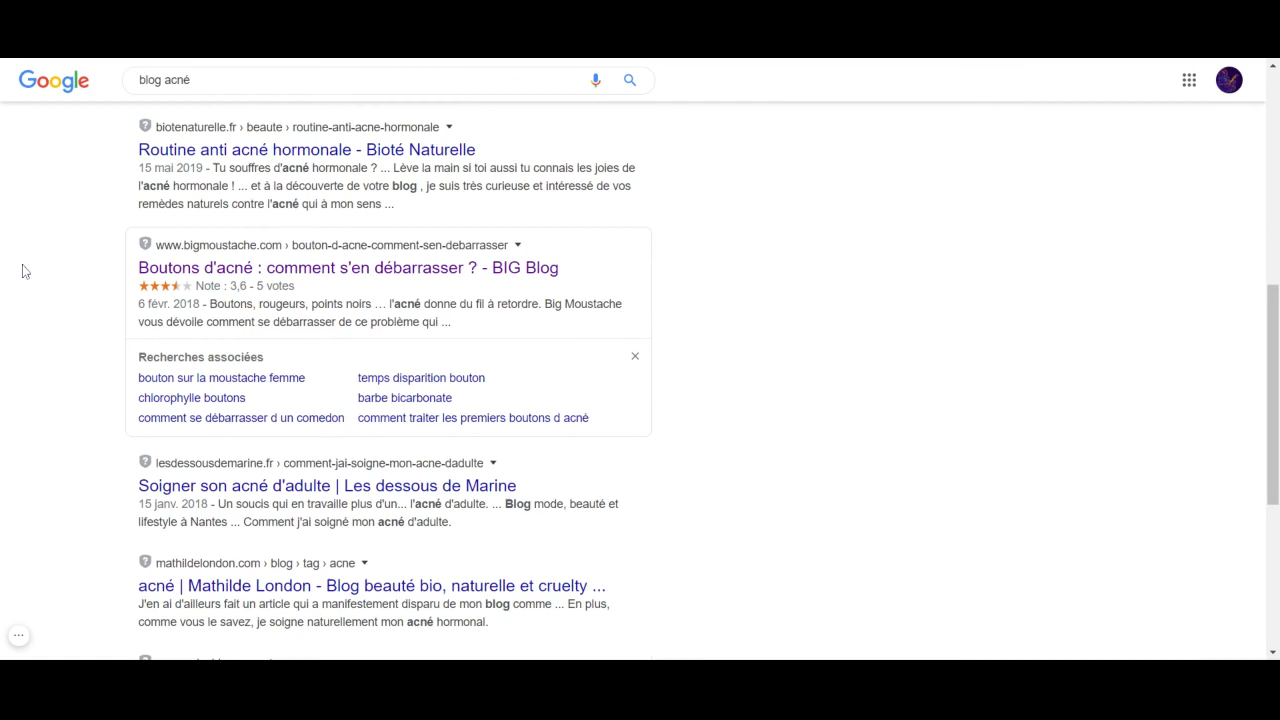 Google
blog acné
biotenaturelle.fr › beaute › routine-anti-acne-hormonale
Routine anti acné hormonale - Bioté Naturelle
15 mai 2019 - Tu souffres d'acné hormonale ? ... Lève la main si toi aussi tu connais les joies de
l'acné hormonale ! ... et à la découverte de votre blog , je suis très curieuse et intéressé de vos
remèdes naturels contre l'acné qui à mon sens ...
www.bigmoustache.com › bouton-d-acne-comment-sen-debarrasser
Boutons d'acné : comment s'en débarrasser ? - BIG Blog
Note : 3,6 - 5 votes
6 févr. 2018 - Boutons, rougeurs, points noirs … l'acné donne du fil à retordre. Big Moustache
vous dévoile comment se débarrasser de ce problème qui ...
Recherches associées
bouton sur la moustache femme temps disparition bouton
chlorophylle boutons barbe bicarbonate
comment se débarrasser d un comedon comment traiter les premiers boutons d acné
lesdessousdemarine.fr › comment-jai-soigne-mon-acne-dadulte
Soigner son acné d'adulte | Les dessous de Marine
15 janv. 2018 - Un soucis qui en travaille plus d'un... l'acné d'adulte. ... Blog mode, beauté et
lifestyle à Nantes ... Comment j'ai soigné mon acné d'adulte.
mathildelondon.com › blog › tag › acne
acné | Mathilde London - Blog beauté bio, naturelle et cruelty ...
J'en ai d'ailleurs fait un article qui a manifestement disparu de mon blog comme ... En plus,
comme vous le savez, je soigne naturellement mon acné hormonal.